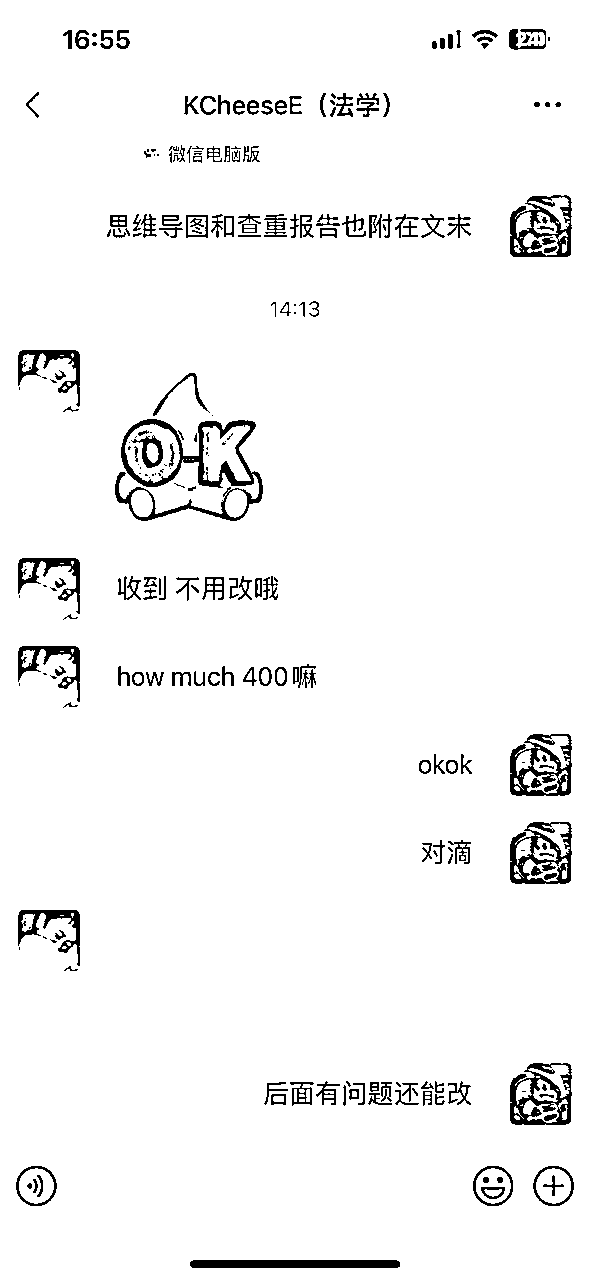 16:55
KCheeseE（法学）
微信电脑版
思维导图和查重报告也附在文末
14:13
O-K
收到 不用改哦
how much 400嘛
okok
对滴
后面有问题还能改